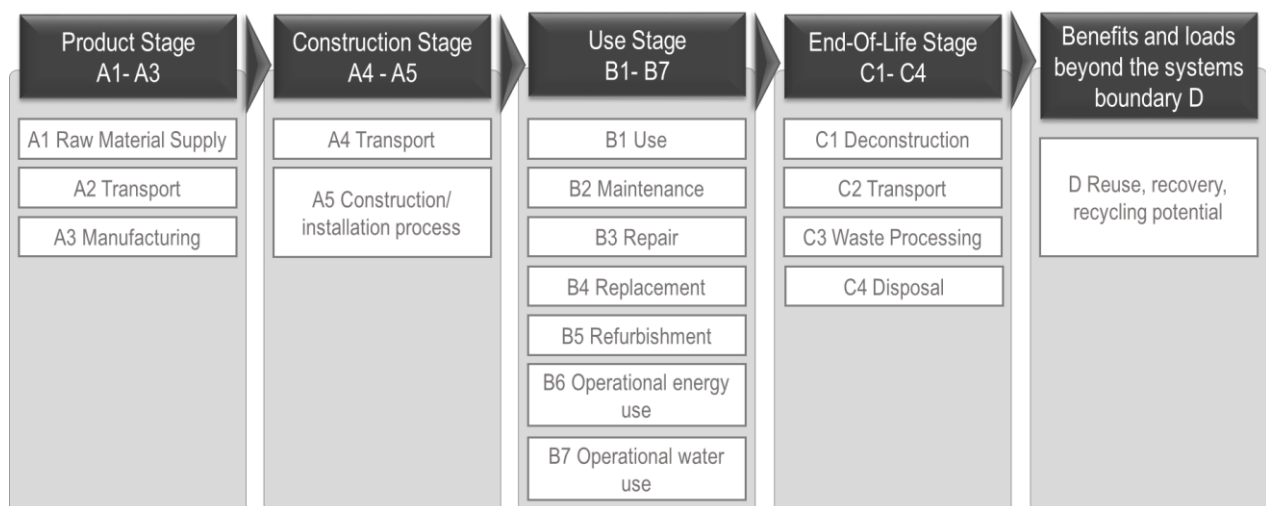 Product Stage
A1- A3
A1 Raw Material Supply
A2 Transport
A3 Manufacturing
Construction Stage
A4 - A5
A4 Transport
A5 Construction/
installation process
Use Stage
B1- B7
B1 Use
B2 Maintenance
B3 Repair
B4 Replacement
B5 Refurbishment
B6 Operational energy
use
B7 Operational water
use
End-Of-Life Stage
C1- C4
C1 Deconstruction
C2 Transport
C3 Waste Processing
C4 Disposal
Benefits and loads
beyond the systems
boundary D
D Reuse, recovery,
recycling potential